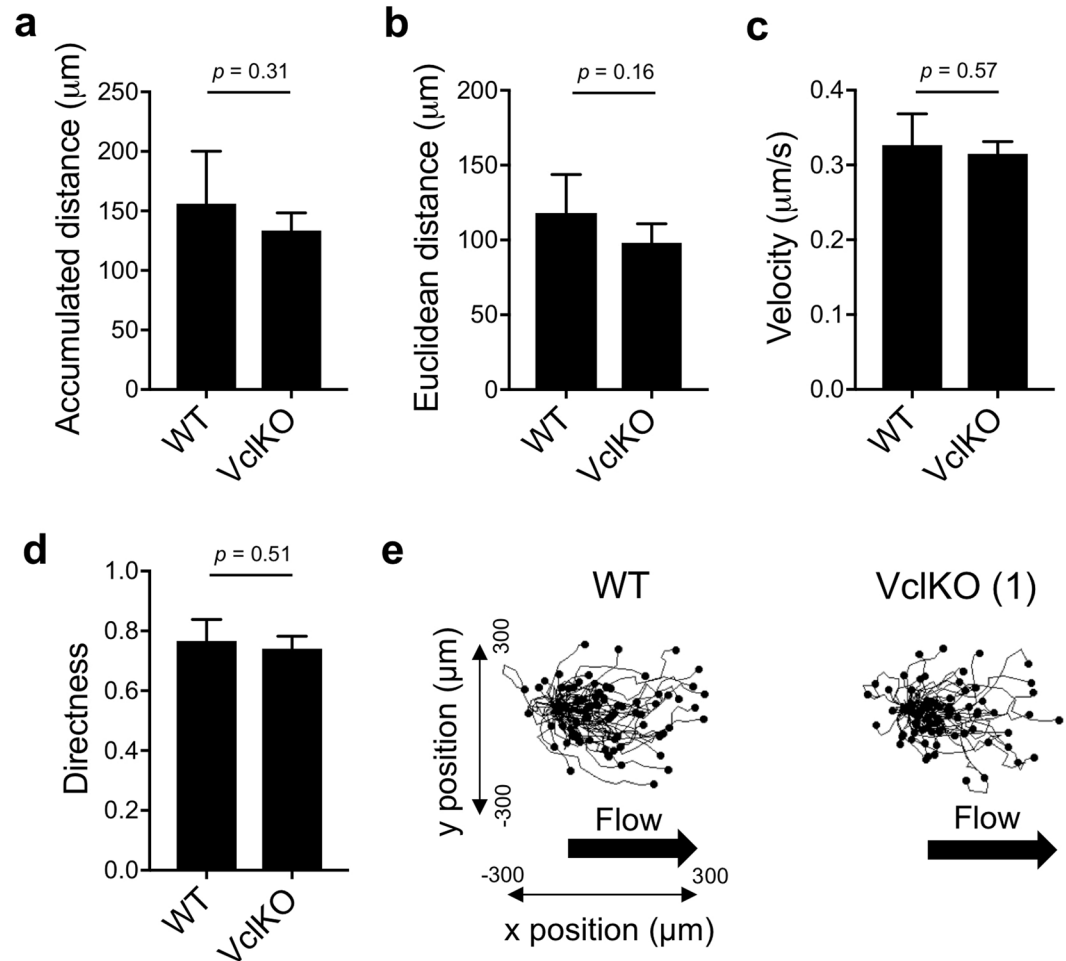 a
Accumulated distance (μm)
p = 0.31
250
200
150
100
50
0
WT
VclKO
b
Euclidean distance (μm)
p = 0.16
200
150
100
50
0
WT
VclKO
c
Velocity (μm/s)
p = 0.57
0.4
0.3
0.2
0.1
0.0
WT
VclKO
d
Directness
p = 0.51
1.0
0.8
0.6
0.4
0.2
0.0
WT
VclKO
e
WT
VclKO (1)
y position (μm)
300
-300
Flow
Flow
-300
300
x position (μm)